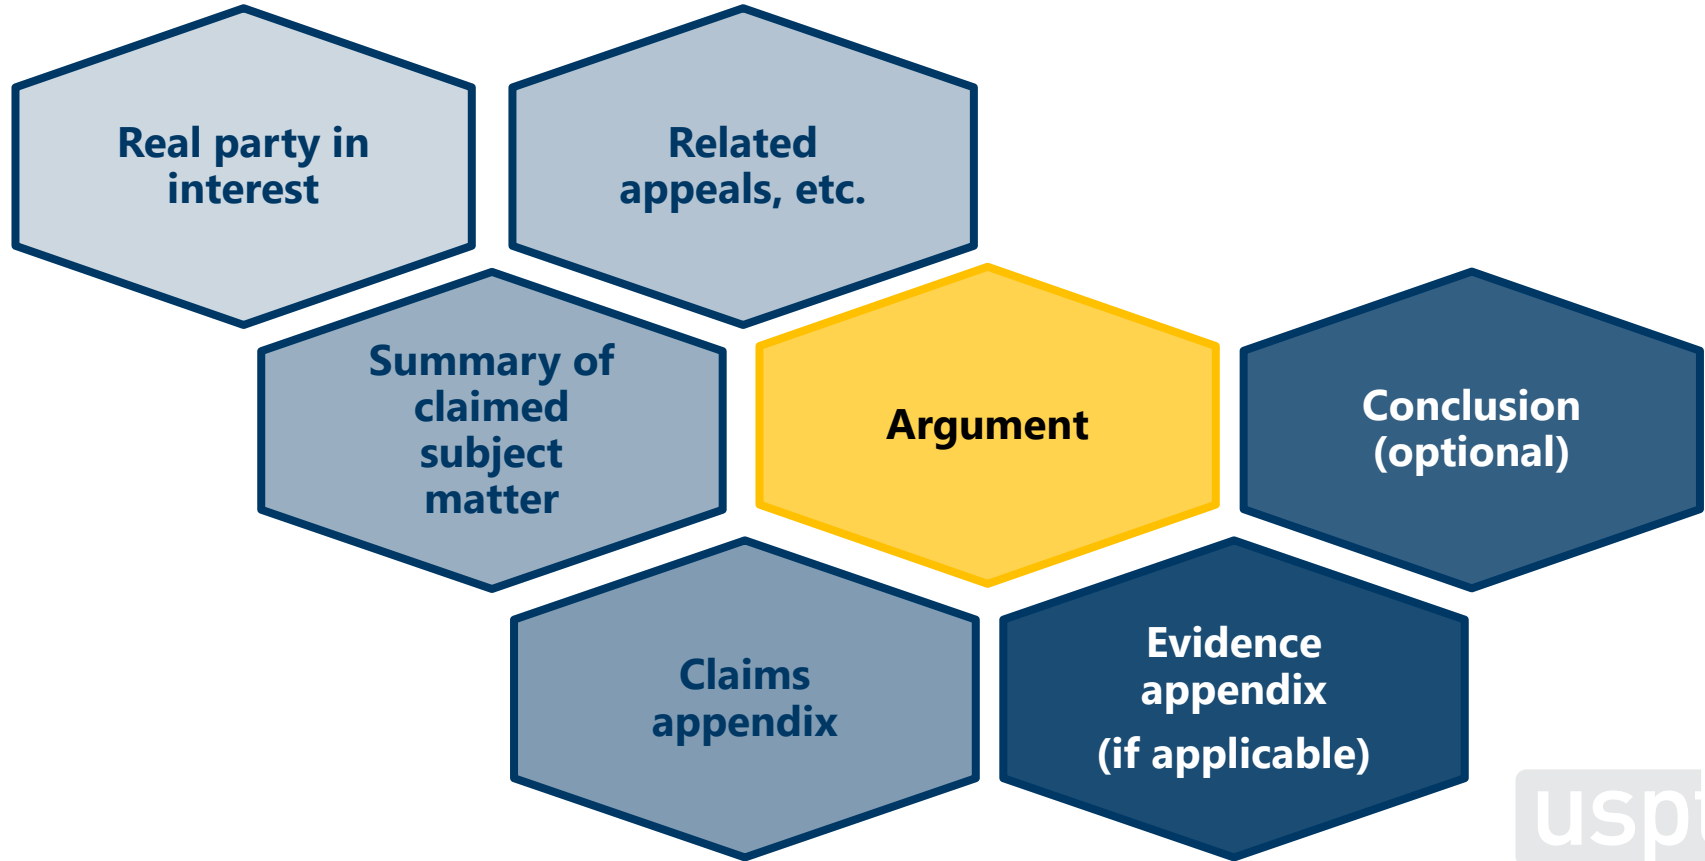 Real party in
interest
Related
appeals, etc.
Summary of
claimed
subject
matter
Argument
Conclusion
(optional)
Claims
appendix
Evidence
appendix
(if applicable)